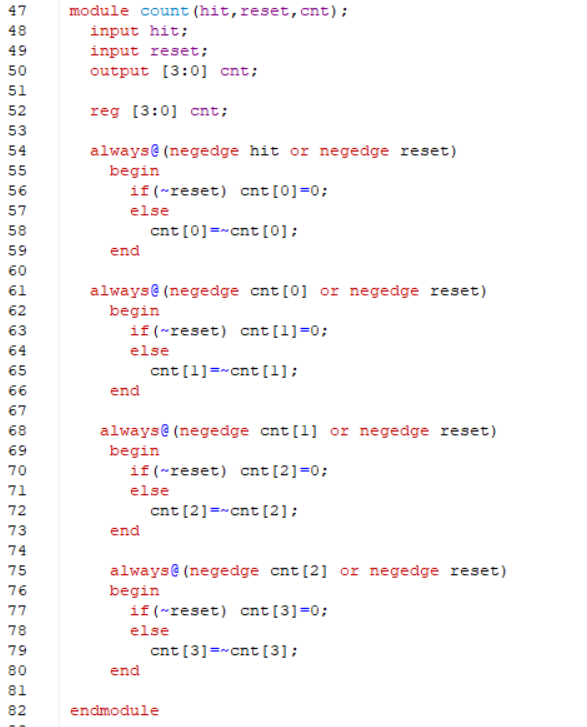 47 module count(hit,reset,cnt);
48 input hit;
49 input reset;
50 output [3:0] cnt;
51
52 reg [3:0] cnt;
53
54 always@(negedge hit or negedge reset)
55 begin
56 if(~reset) cnt[0]=0;
57 else
58 cnt[0]=~cnt[0];
59 end
60
61 always@(negedge cnt[0] or negedge reset)
62 begin
63 if(~reset) cnt[1]=0;
64 else
65 cnt[1]=~cnt[1];
66 end
67
68 always@(negedge cnt[1] or negedge reset)
69 begin
70 if(~reset) cnt[2]=0;
71 else
72 cnt[2]=~cnt[2];
73 end
74
75 always@(negedge cnt[2] or negedge reset)
76 begin
77 if(~reset) cnt[3]=0;
78 else
79 cnt[3]=~cnt[3];
80 end
81
82 endmodule